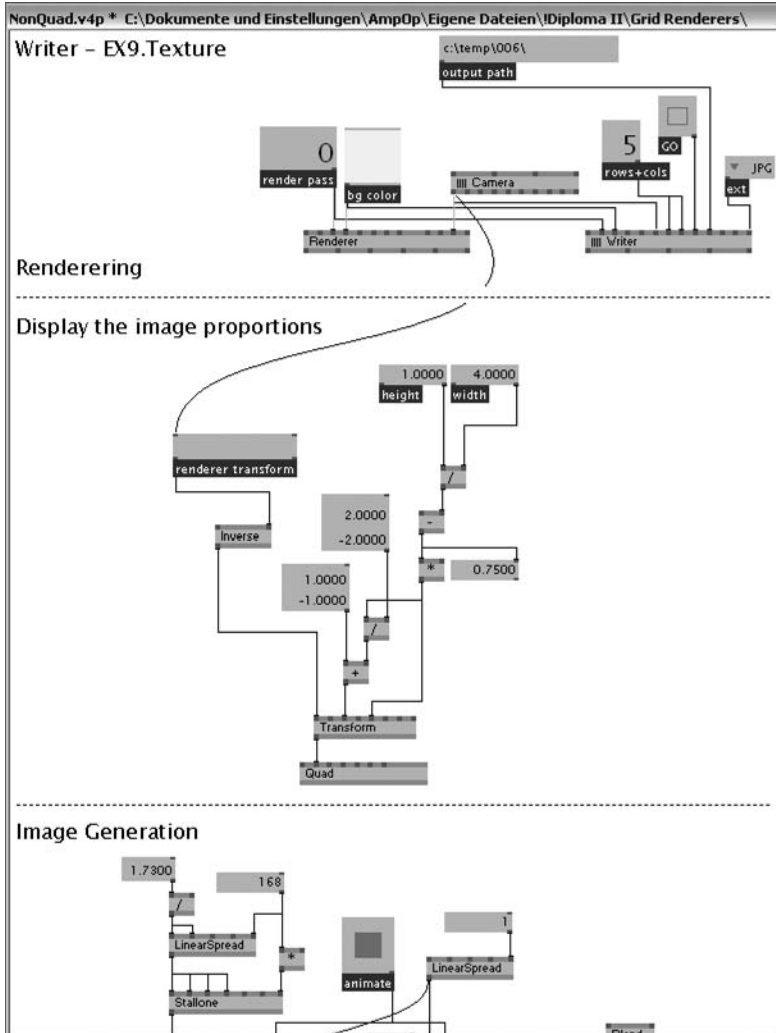 NonQuad.v4p * C:\Dokumente und Einstellungen\AmpOp\Eigene Dateien\!Diploma II\Grid Renderers\
Writer – EX9.Texture
c:\temp\006\
output path
0
render pass
bg color
Camera
5
rows+cols
GO
JPG
ext
Renderer
Writer
Renderering
Display the image proportions
1.0000
height
4.0000
width
renderer transform
/
Inverse
2.0000
-2.0000
-
*
0.7500
1.0000
-1.0000
/
+
Transform
Quad
Image Generation
1.7300
168
/
1
LinearSpread
*
animate
LinearSpread
Stallone